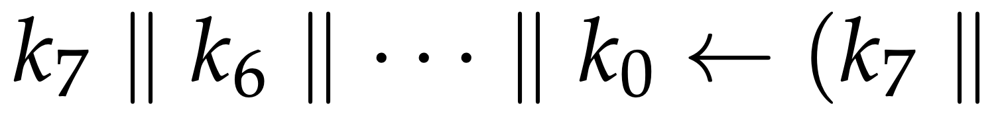 k₇ ‖ k₆ ‖ ⋯ ‖ k₀ ← (k₇ ‖